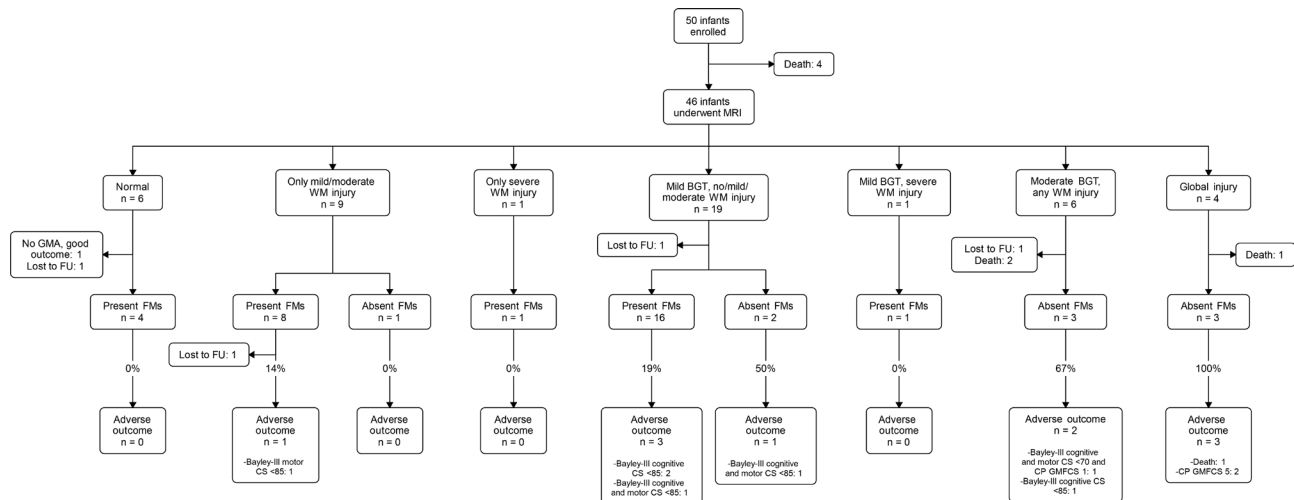 50 infants
enrolled
Death: 4
46 infants
underwent MRI
Normal
n = 6
Only mild/moderate
WM injury
n = 9
Only severe
WM injury
n = 1
Mild BGT, no/mild/
moderate WM injury
n = 19
Mild BGT, severe
WM injury
n = 1
Moderate BGT,
any WM injury
n = 6
Global injury
n = 4
No GMA, good
outcome: 1
Lost to FU: 1
Lost to FU: 1
Lost to FU: 1
Death: 2
Death: 1
Present FMs
n = 4
Present FMs
n = 8
Absent FMs
n = 1
Present FMs
n = 1
Present FMs
n = 16
Absent FMs
n = 2
Present FMs
n = 1
Absent FMs
n = 3
Absent FMs
n = 3
Lost to FU: 1
0%
14%
0%
0%
19%
50%
0%
67%
100%
Adverse
outcome
n = 0
Adverse
outcome
n = 1
-Bayley-III motor
CS <85: 1
Adverse
outcome
n = 0
Adverse
outcome
n = 0
Adverse
outcome
n = 3
-Bayley-III cognitive
CS <85: 2
-Bayley-III cognitive
and motor CS <85: 1
Adverse
outcome
n = 1
-Bayley-III cognitive
and motor CS <85: 1
Adverse
outcome
n = 0
Adverse outcome
n = 2
-Bayley-III cognitive
and motor CS <70 and
CP GMFCS 1: 1
-Bayley-III cognitive CS
<85: 1
Adverse
outcome
n = 3
-Death: 1
-CP GMFCS 5: 2